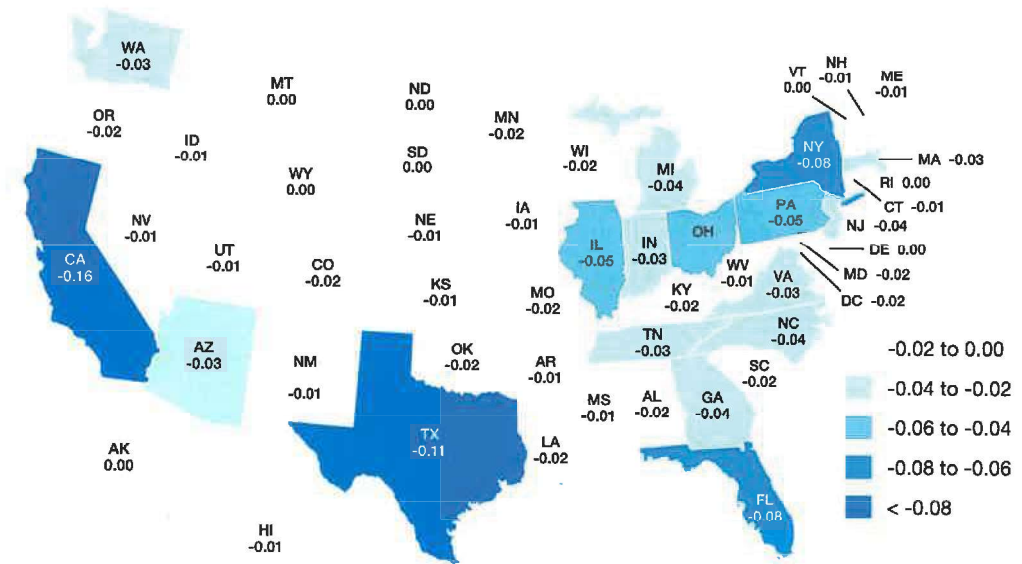 WA
-0.03
MT
0.00
ND
0.00
MN
-0.02
VT
0.00
NH
-0.01
ME
-0.01
OR
-0.02
ID
-0.01
WY
0.00
SD
0.00
WI
-0.02
MI
-0.04
NY
-0.08
MA -0.03
RI 0.00
CT -0.01
NJ -0.04
DE 0.00
MD -0.02
DC -0.02
NV
-0.01
UT
-0.01
NE
-0.01
IA
-0.01
IL
-0.05
IN
-0.03
OH
PA
-0.05
WV
-0.01
VA
-0.03
CA
-0.16
CO
-0.02
KS
-0.01
MO
-0.02
KY
-0.02
NC
-0.04
TN
-0.03
AZ
-0.03
NM
-0.01
OK
-0.02
AR
-0.01
SC
-0.02
MS
-0.01
AL
-0.02
GA
-0.04
TX
-0.11
LA
-0.02
AK
0.00
FL
-0.08
HI
-0.01
-0.02 to 0.00
-0.04 to -0.02
-0.06 to -0.04
-0.08 to -0.06
< -0.08